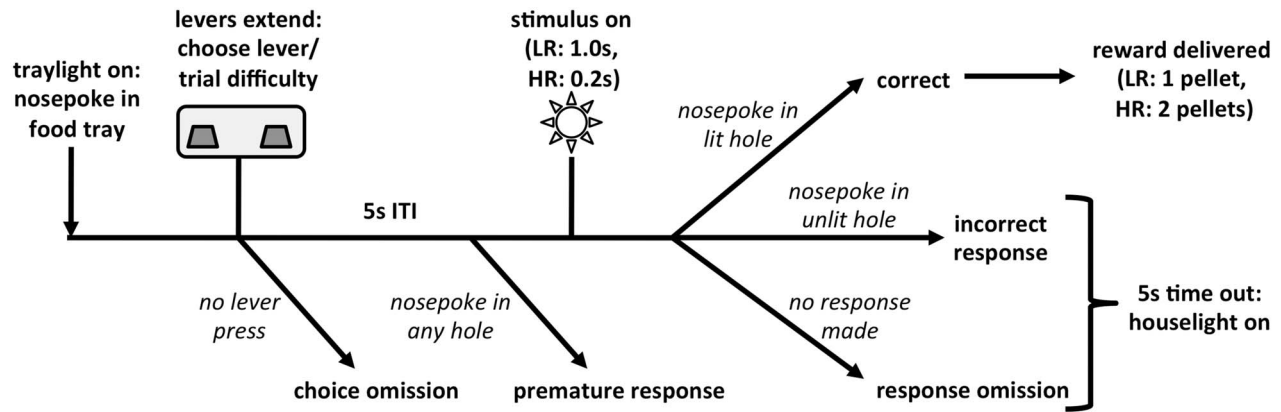 traylight on:
nosepoke in
food tray
levers extend:
choose lever/
trial difficulty
5s ITI
stimulus on
(LR: 1.0s,
HR: 0.2s)
nosepoke in
lit hole
correct
reward delivered
(LR: 1 pellet,
HR: 2 pellets)
nosepoke in
unlit hole
incorrect
response
no lever
press
choice omission
nosepoke in
any hole
premature response
no response
made
response omission
5s time out:
houselight on